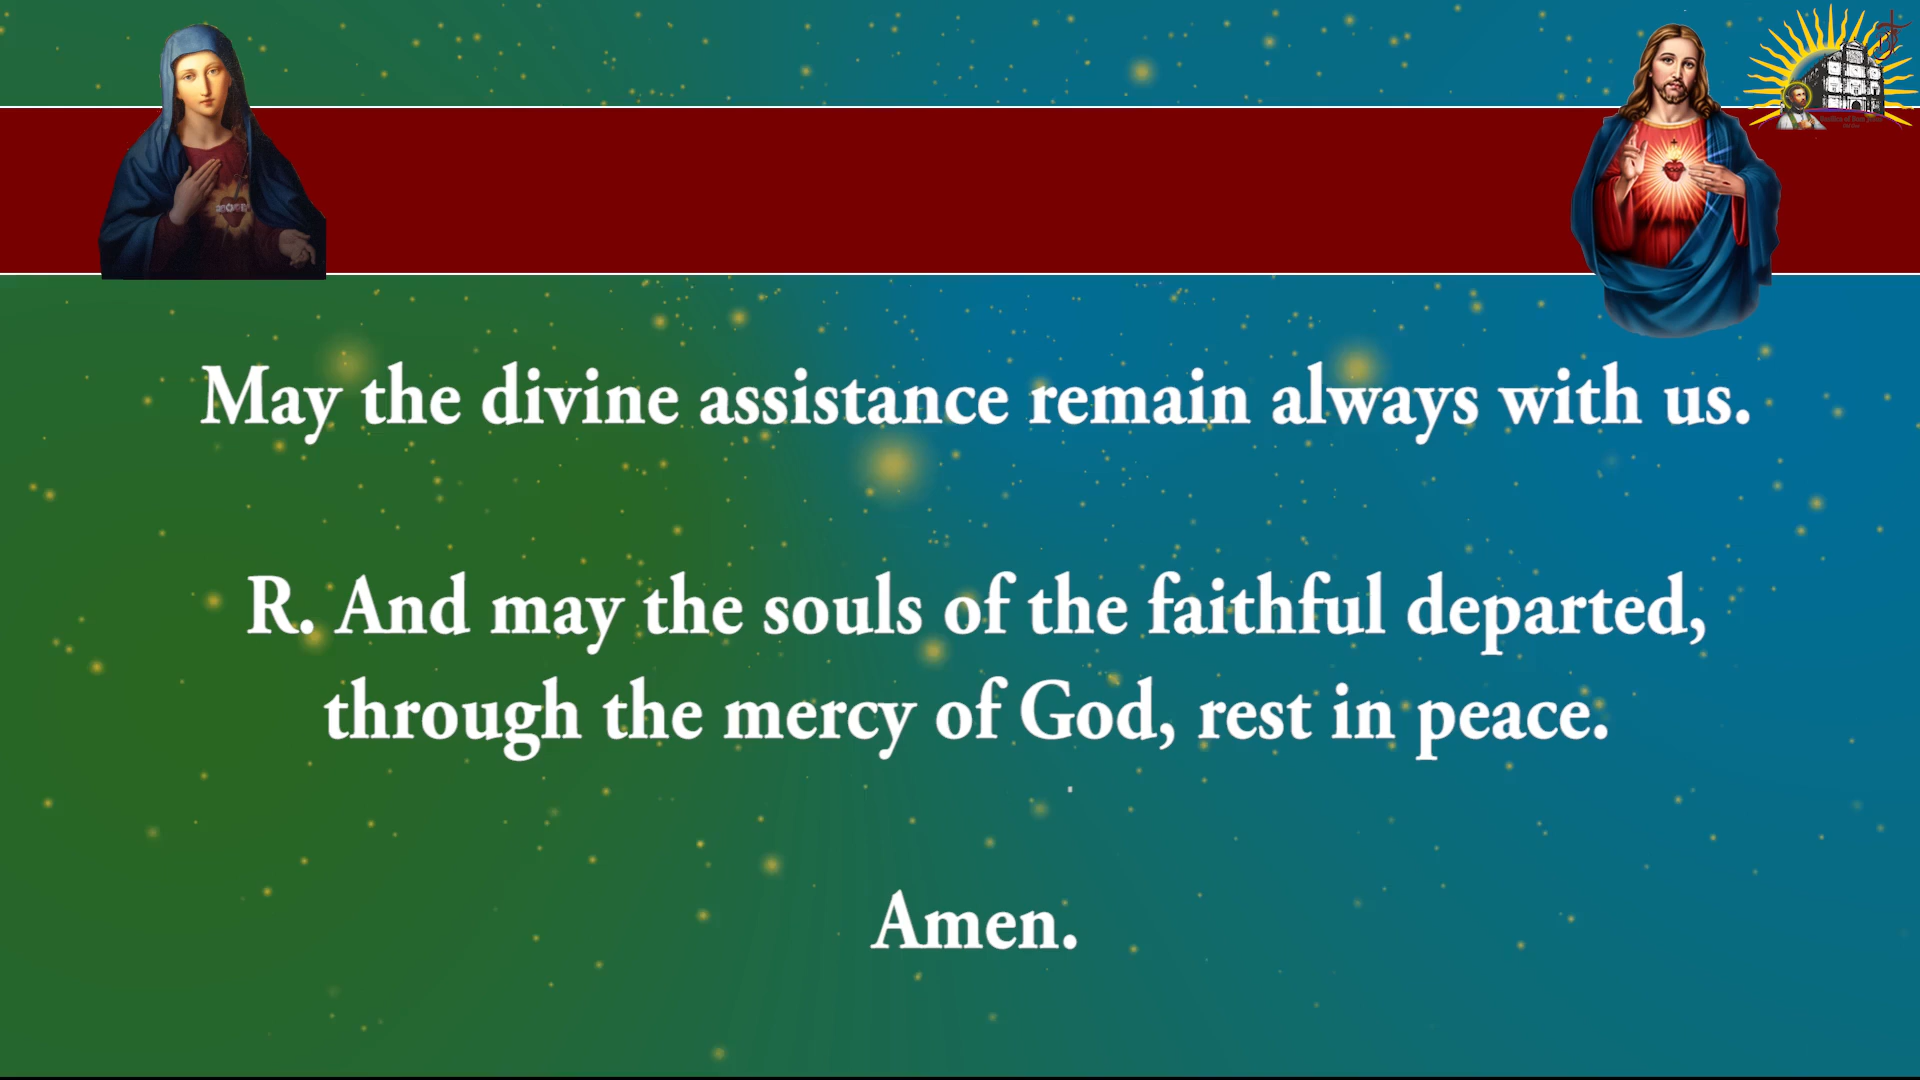 May the divine assistance remain always with us.
R. And may the souls of the faithful departed,
through the mercy of God, rest in peace.
Amen.